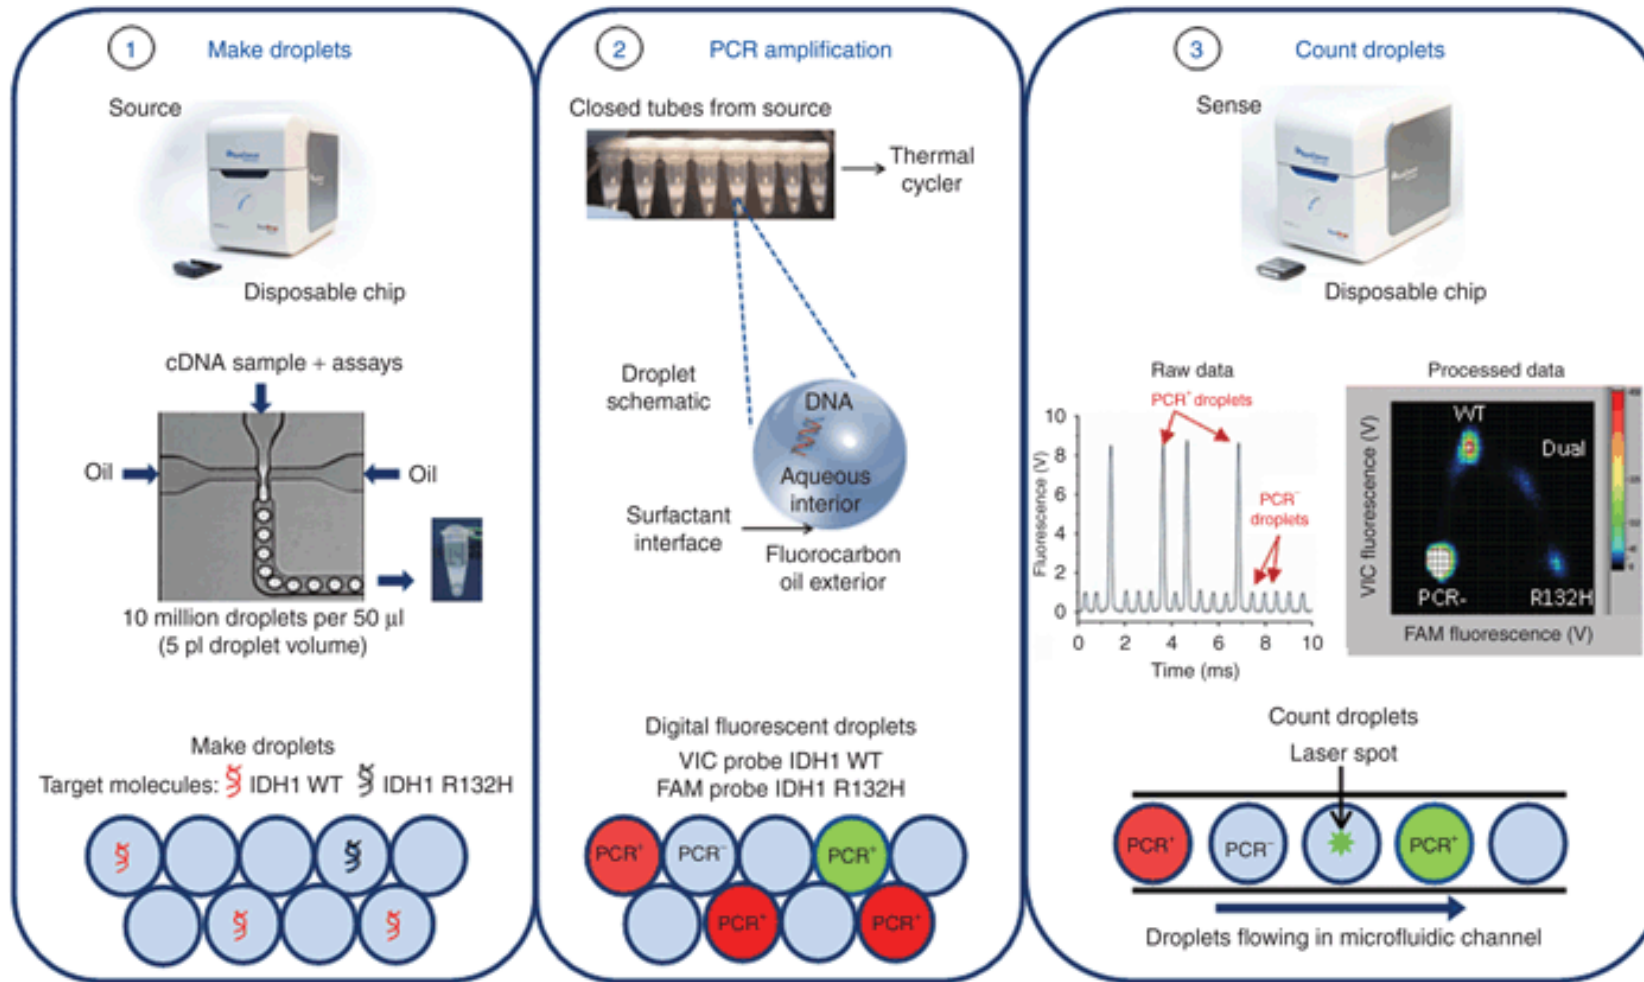 1 Make droplets
Source
Disposable chip
cDNA sample + assays
Oil
Oil
10 million droplets per 50 µl
(5 pl droplet volume)
Make droplets
Target molecules: IDH1 WT IDH1 R132H
2 PCR amplification
Closed tubes from source
Thermal
cycler
Droplet
schematic
DNA
Aqueous
interior
Surfactant
interface
Fluorocarbon
oil exterior
Digital fluorescent droplets
VIC probe IDH1 WT
FAM probe IDH1 R132H
PCR⁺ PCR⁻ PCR⁺
PCR⁺ PCR⁺
3 Count droplets
Sense
Disposable chip
Raw data
PCR⁺ droplets
PCR⁻
droplets
Fluorescence (V)
10
8
6
4
2
0
0 2 4 6 8 10
Time (ms)
Processed data
VIC fluorescence (V)
WT
Dual
PCR-
R132H
FAM fluorescence (V)
Count droplets
Laser spot
PCR⁺ PCR⁻ PCR⁺
Droplets flowing in microfluidic channel